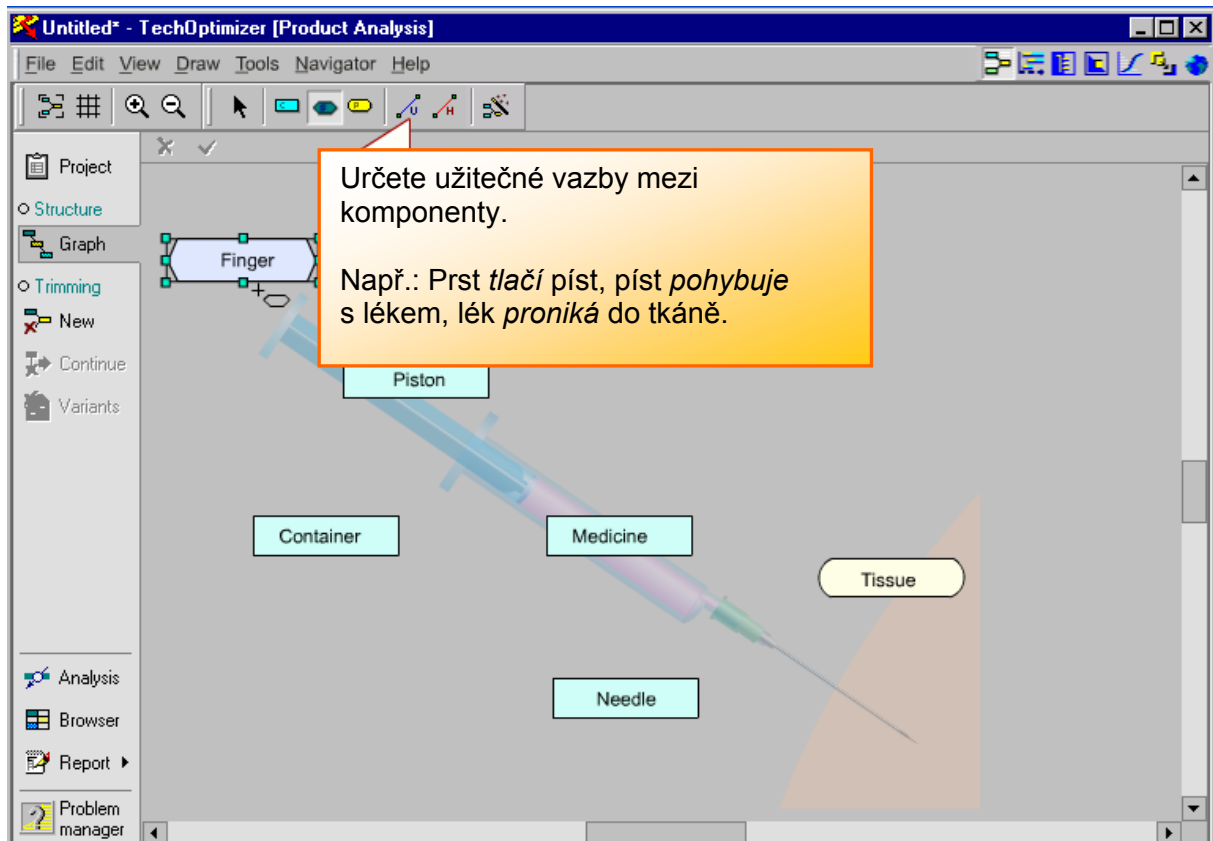 Untitled* - TechOptimizer [Product Analysis]
File Edit View Draw Tools Navigator Help
C P U H
Project
Structure
Graph
Trimming
New
Continue
Variants
Analysis
Browser
Report
Problem
manager
Určete užitečné vazby mezi
komponenty.
Např.: Prst tlačí píst, píst pohybuje
s lékem, lék proniká do tkáně.
Finger
Piston
Container
Medicine
Tissue
Needle